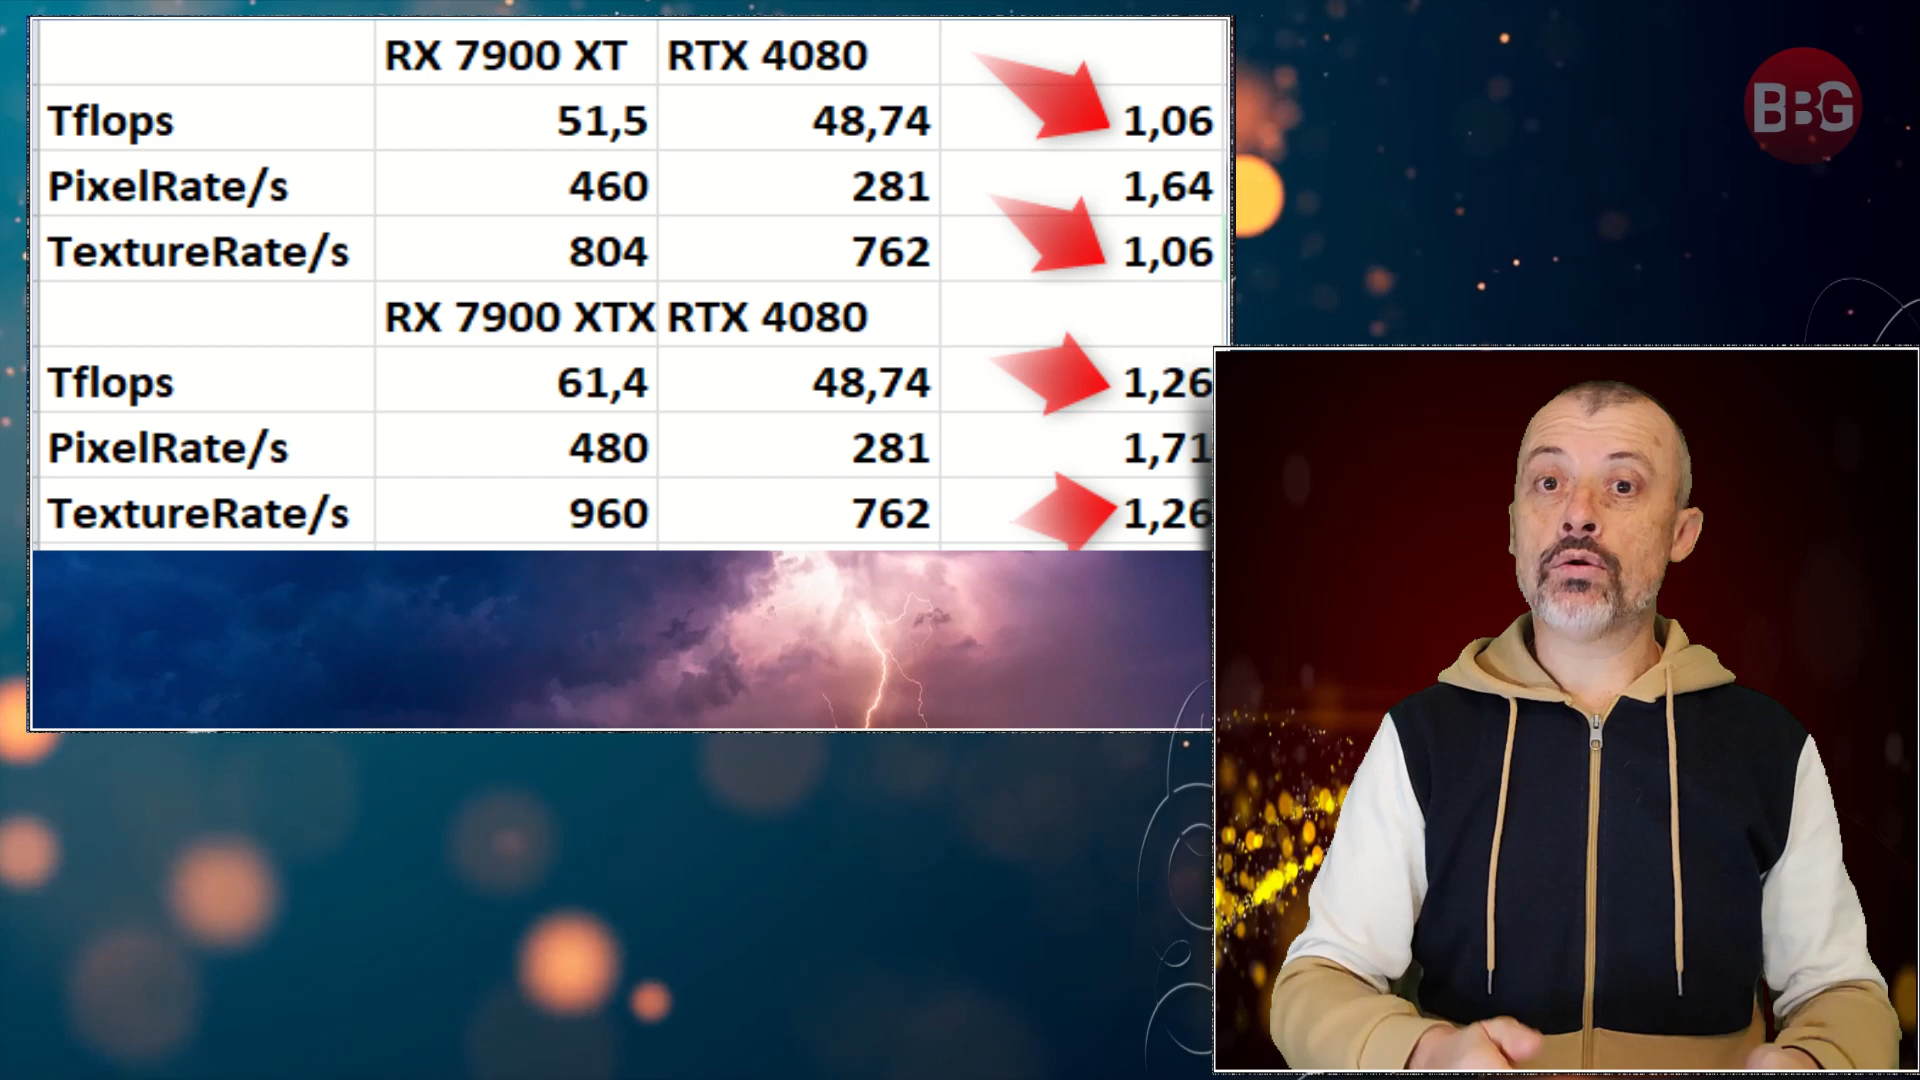 RX 7900 XT RTX 4080
Tflops 51,5 48,74 1,06
PixelRate/s 460 281 1,64
TextureRate/s 804 762 1,06
RX 7900 XTX RTX 4080
Tflops 61,4 48,74 1,26
PixelRate/s 480 281 1,71
TextureRate/s 960 762 1,26
BBG